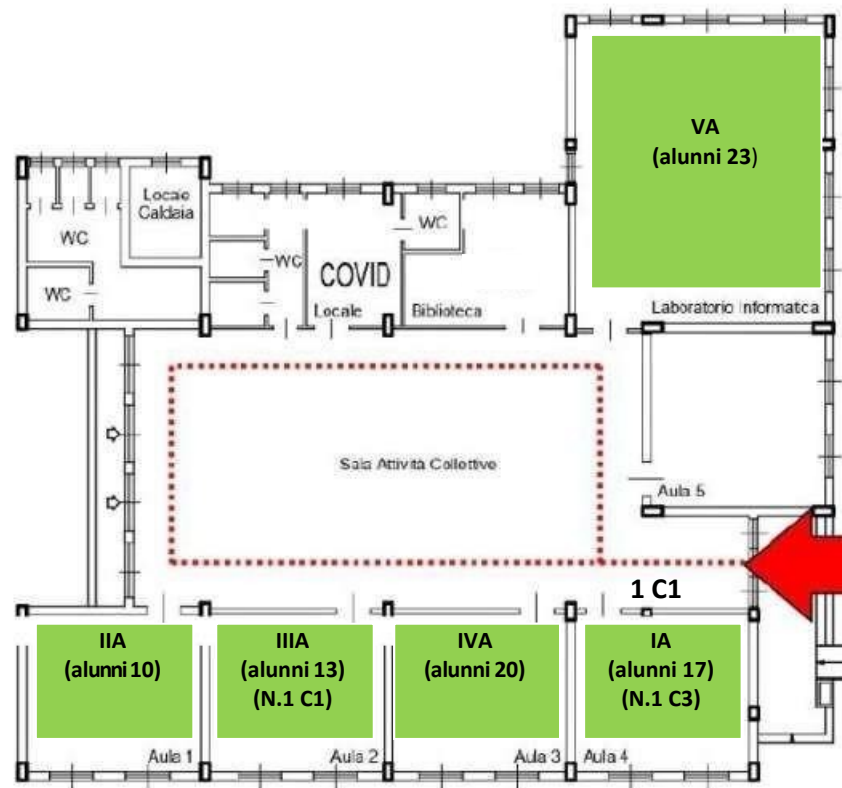 VA
(alunni 23)
Locale
Caldaia
WC
WC
WC
COVID
Locale
WC
Biblioteca
Laboratorio Informatica
Sala Attività Collettive
Aula 5
1 C1
IIA
(alunni 10)
Aula 1
IIIA
(alunni 13)
(N.1 C1)
Aula 2
IVA
(alunni 20)
Aula 3
IA
(alunni 17)
(N.1 C3)
Aula 4